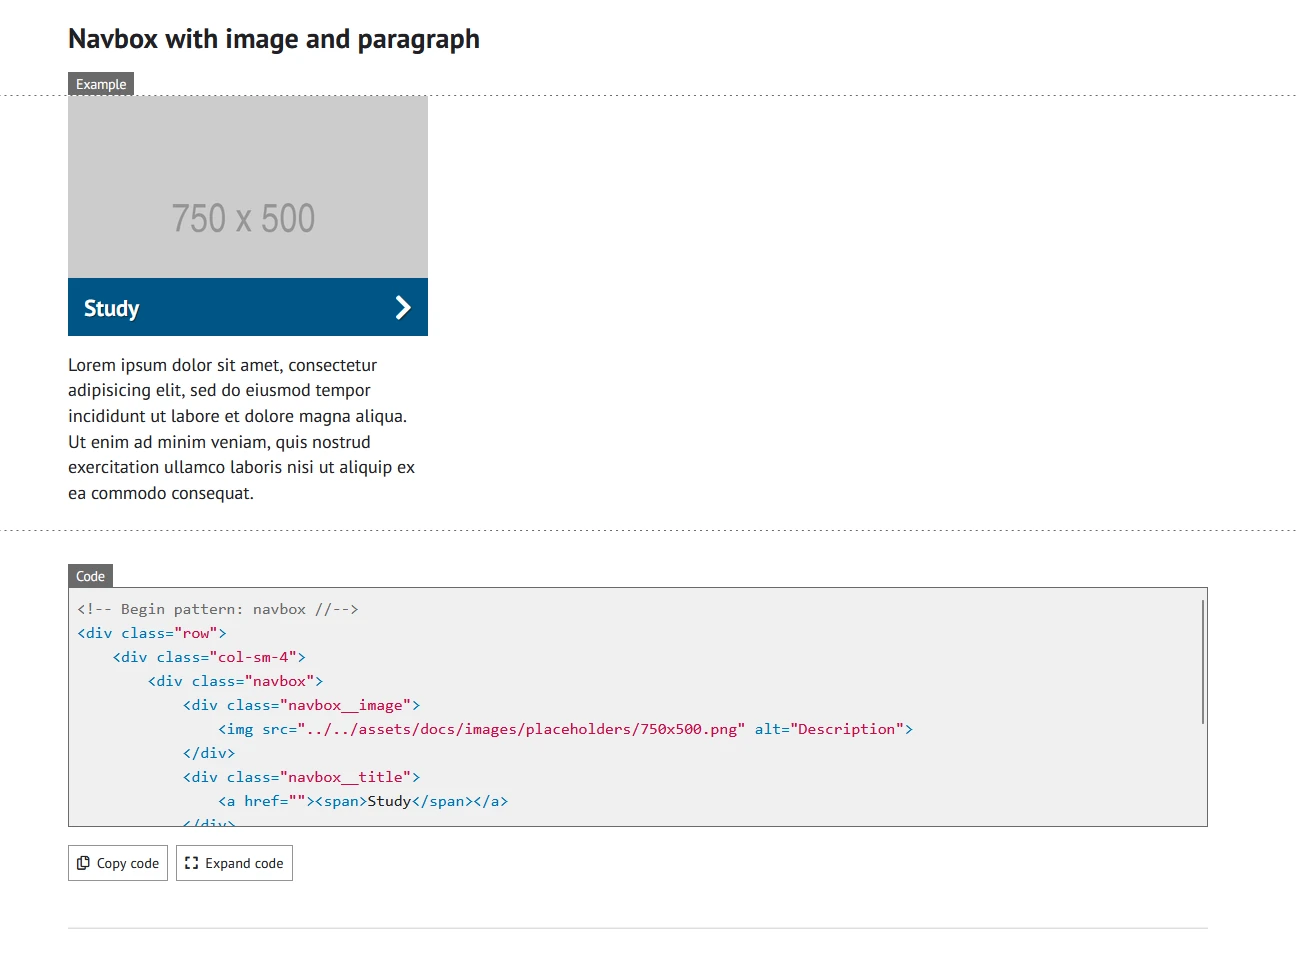 Navbox with image and paragraph
Example
750 x 500
Study
Lorem ipsum dolor sit amet, consectetur
adipisicing elit, sed do eiusmod tempor
incididunt ut labore et dolore magna aliqua.
Ut enim ad minim veniam, quis nostrud
exercitation ullamco laboris nisi ut aliquip ex
ea commodo consequat.
Code
<!-- Begin pattern: navbox //-->
<div class="row">
    <div class="col-sm-4">
        <div class="navbox">
            <div class="navbox__image">
                <img src="../../assets/docs/images/placeholders/750x500.png" alt="Description">
            </div>
            <div class="navbox__title">
                <a href=""><span>Study</span></a>
            </div>
Copy code
Expand code